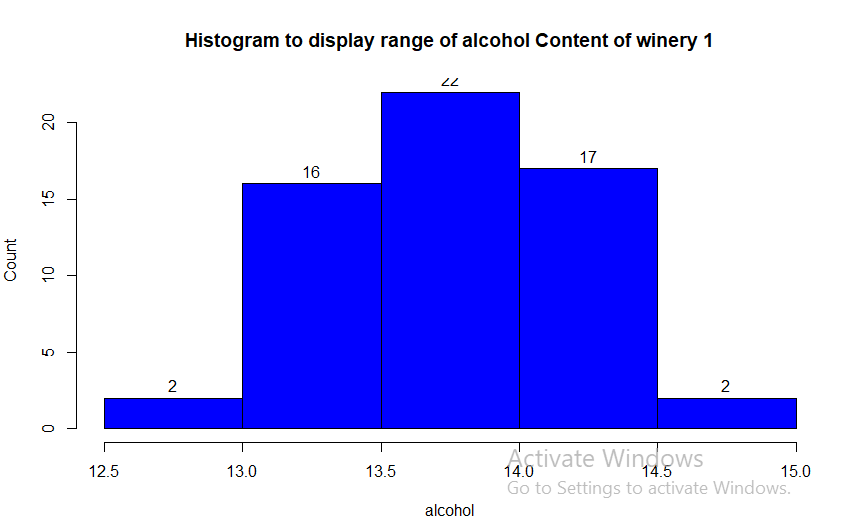 Histogram to display range of alcohol Content of winery 1
22
20
17
16
15
Count
10
5
2
2
0
12.5 13.0 13.5 14.0 14.5 15.0
Activate Windows
Go to Settings to activate Windows.
alcohol